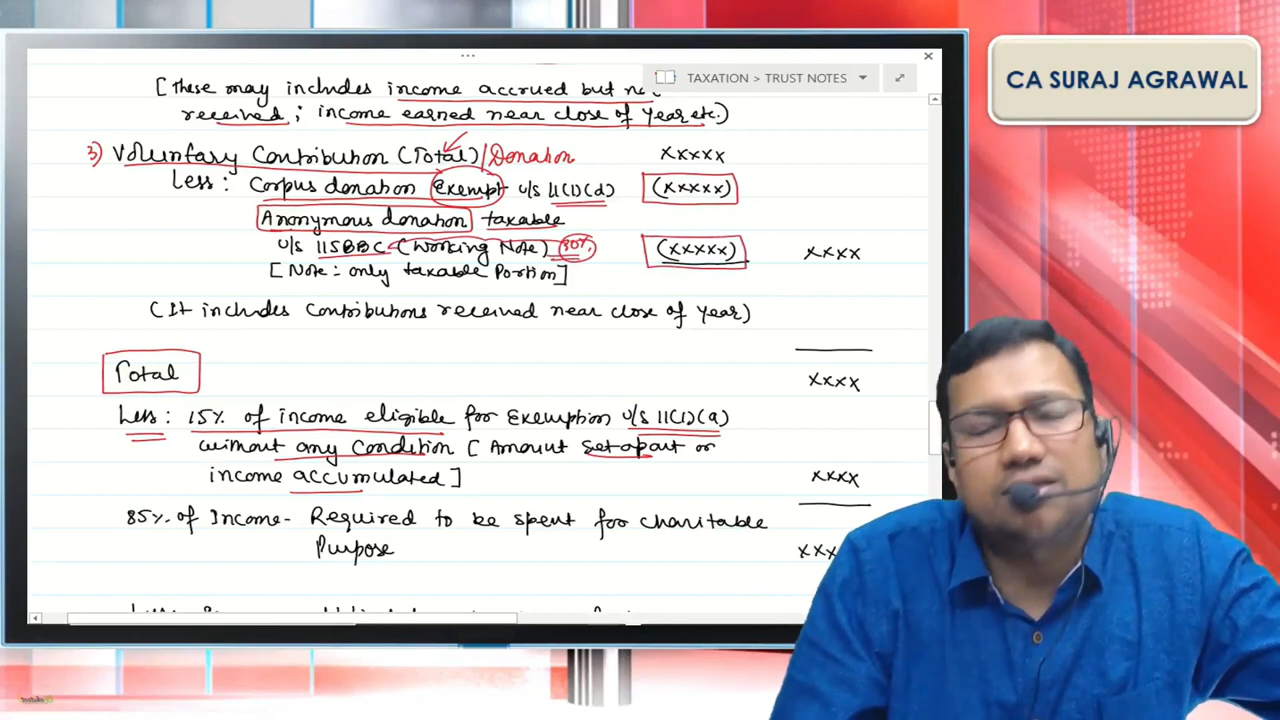 CA SURAJ AGRAWAL
TAXATION > TRUST NOTES
[These may includes income accrued but not
received ; income earned near close of year etc.)
3) Voluntary Contribution (Total) /Donation xxxxx
Less : Corpus donation Exempt u/s 11(1)(d) (xxxxx)
Anonymous donation taxable
u/s 115BBC (Working Note) 30% (xxxxx) xxxx
[Note : only taxable Portion]
(It includes Contributions received near close of year)
Total xxxx
Less : 15% of income eligible for Exemption u/s 11(1)(a)
without any Condition [ Amount set apart or
income accumulated ] xxxx
85% of Income - Required to be spent for charitable
Purpose xxx